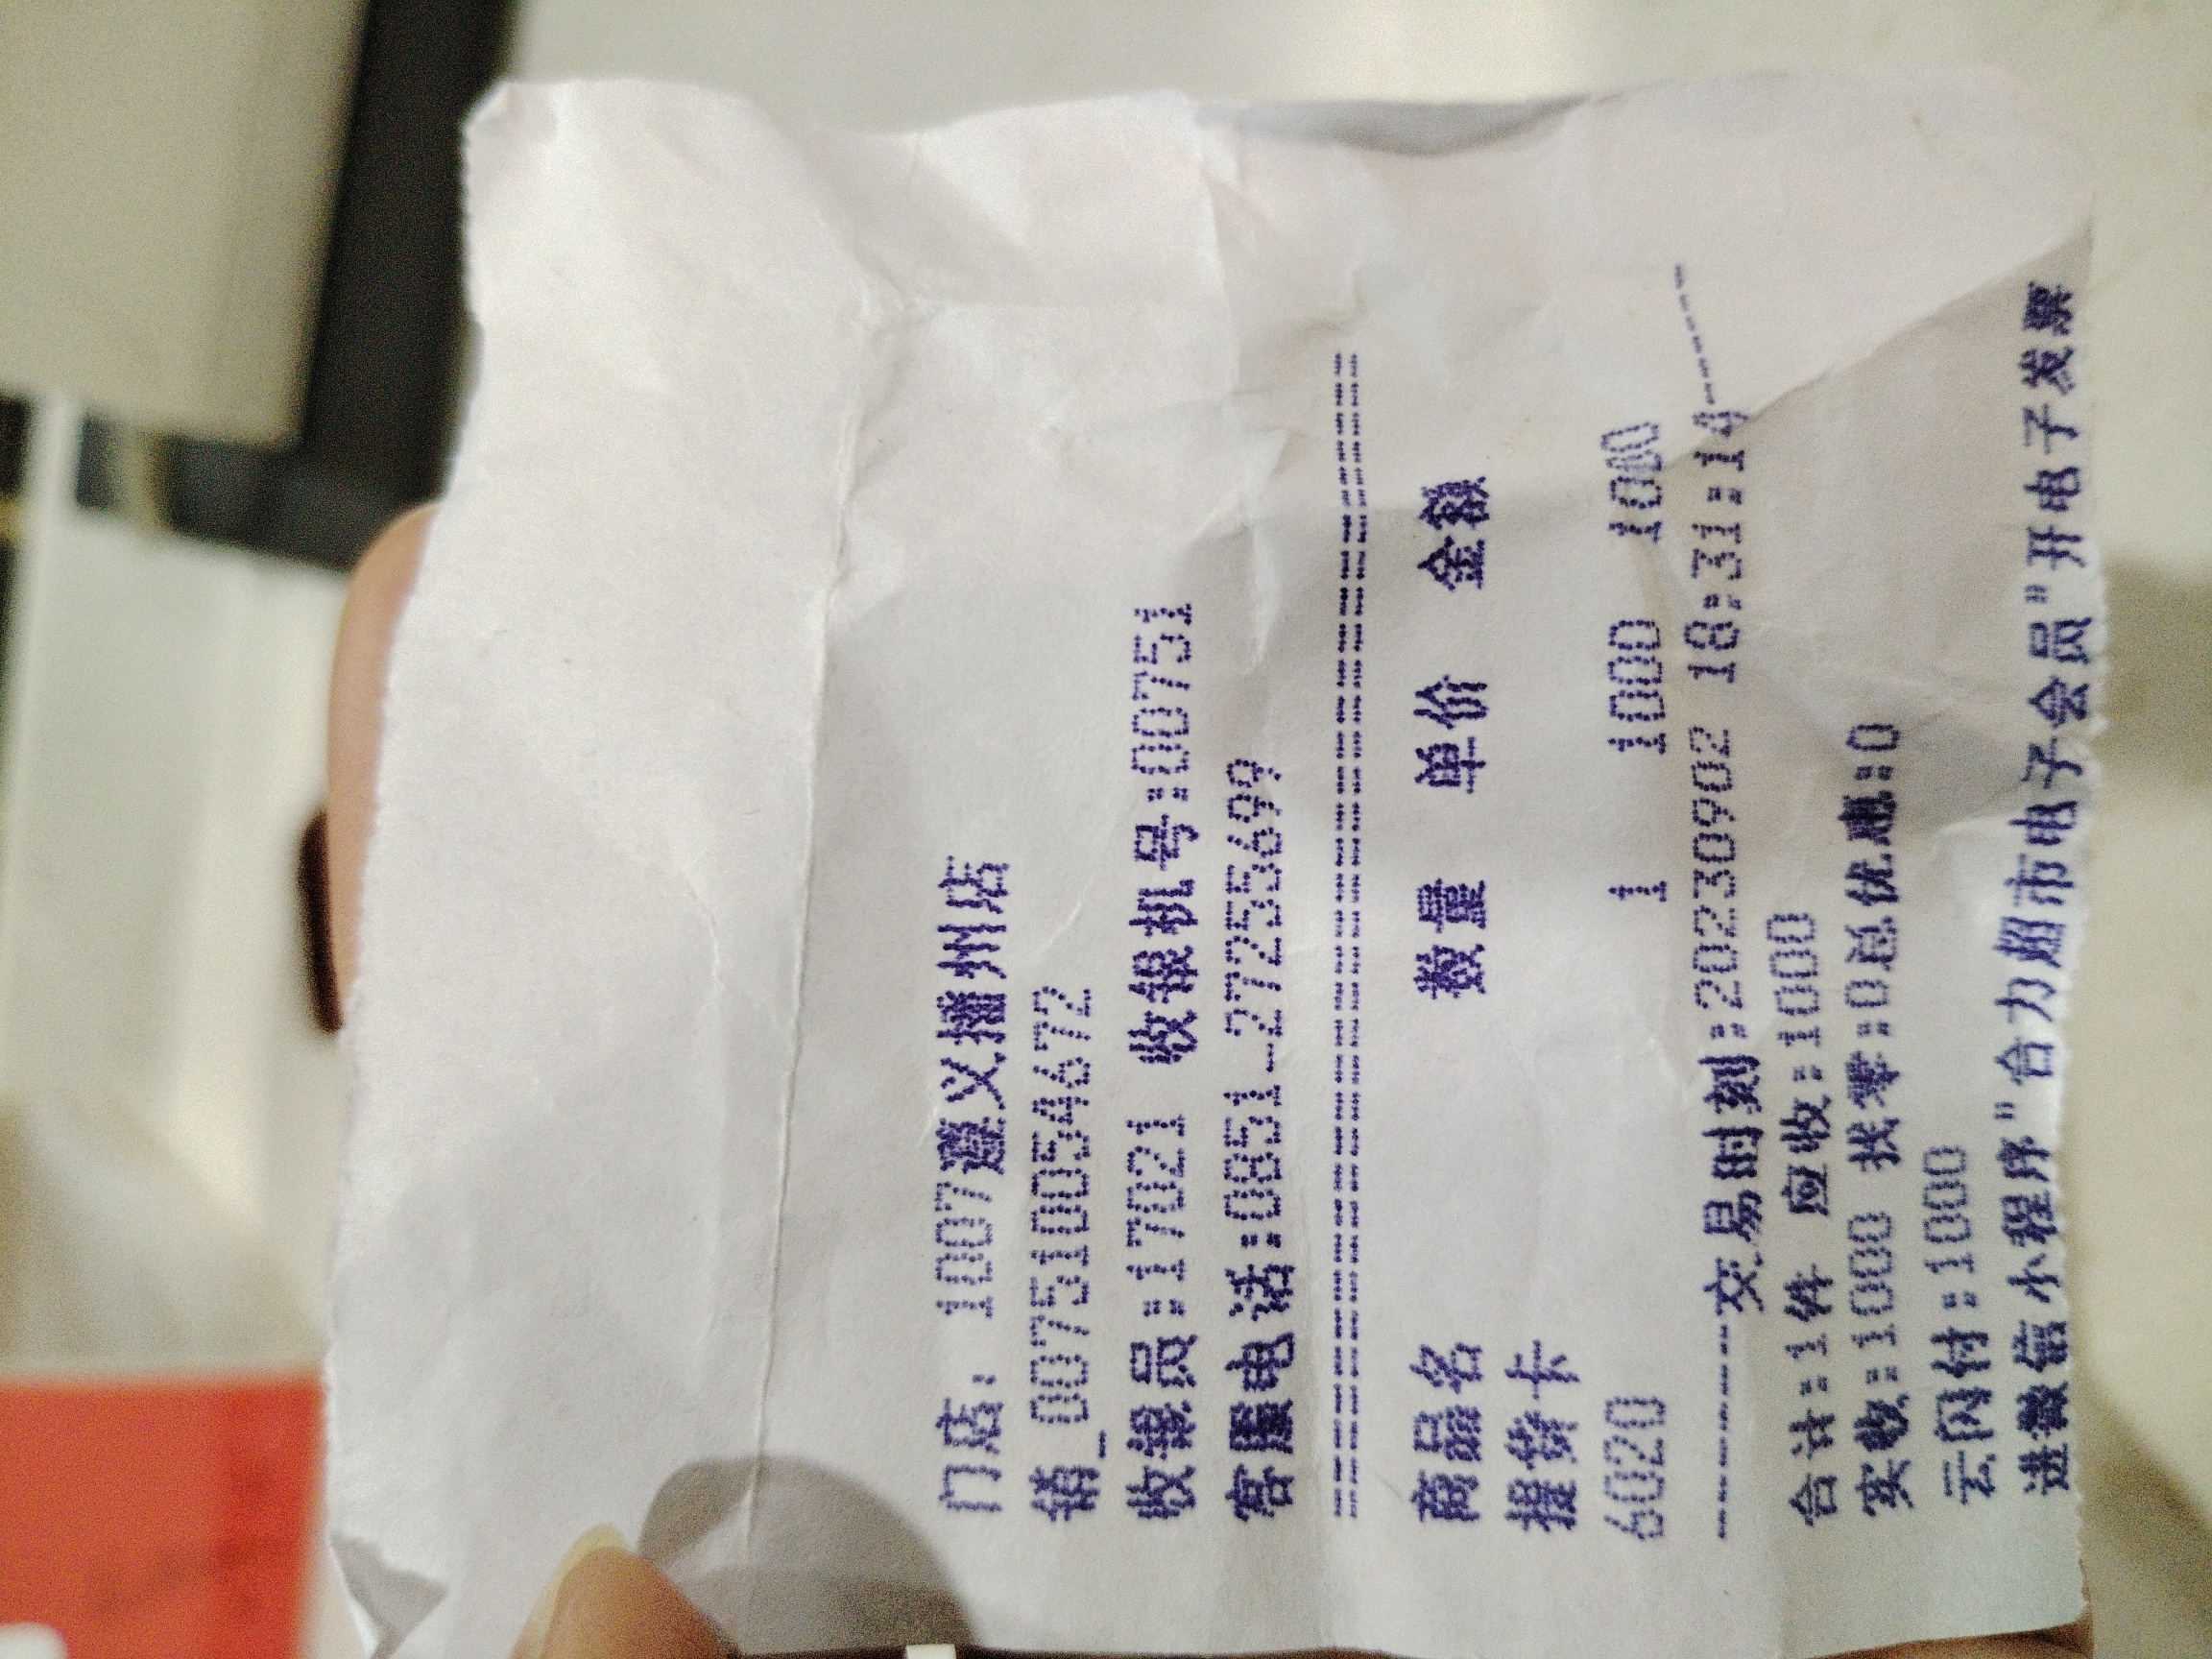 门店: 1007遵义播州店
销_007510054672
收银员:17021 收银机号:00751
客服电话:0851_27255699
================================
商品名 数量 单价 金额
提货卡
6020 1 1000 1000
--------交易时刻:20230902 18:31:14-----
合计:1件 应收:1000
实收:1000 找零:0总优惠:0
云闪付:1000
进微信小程序"合力超市电子会员"开电子发票